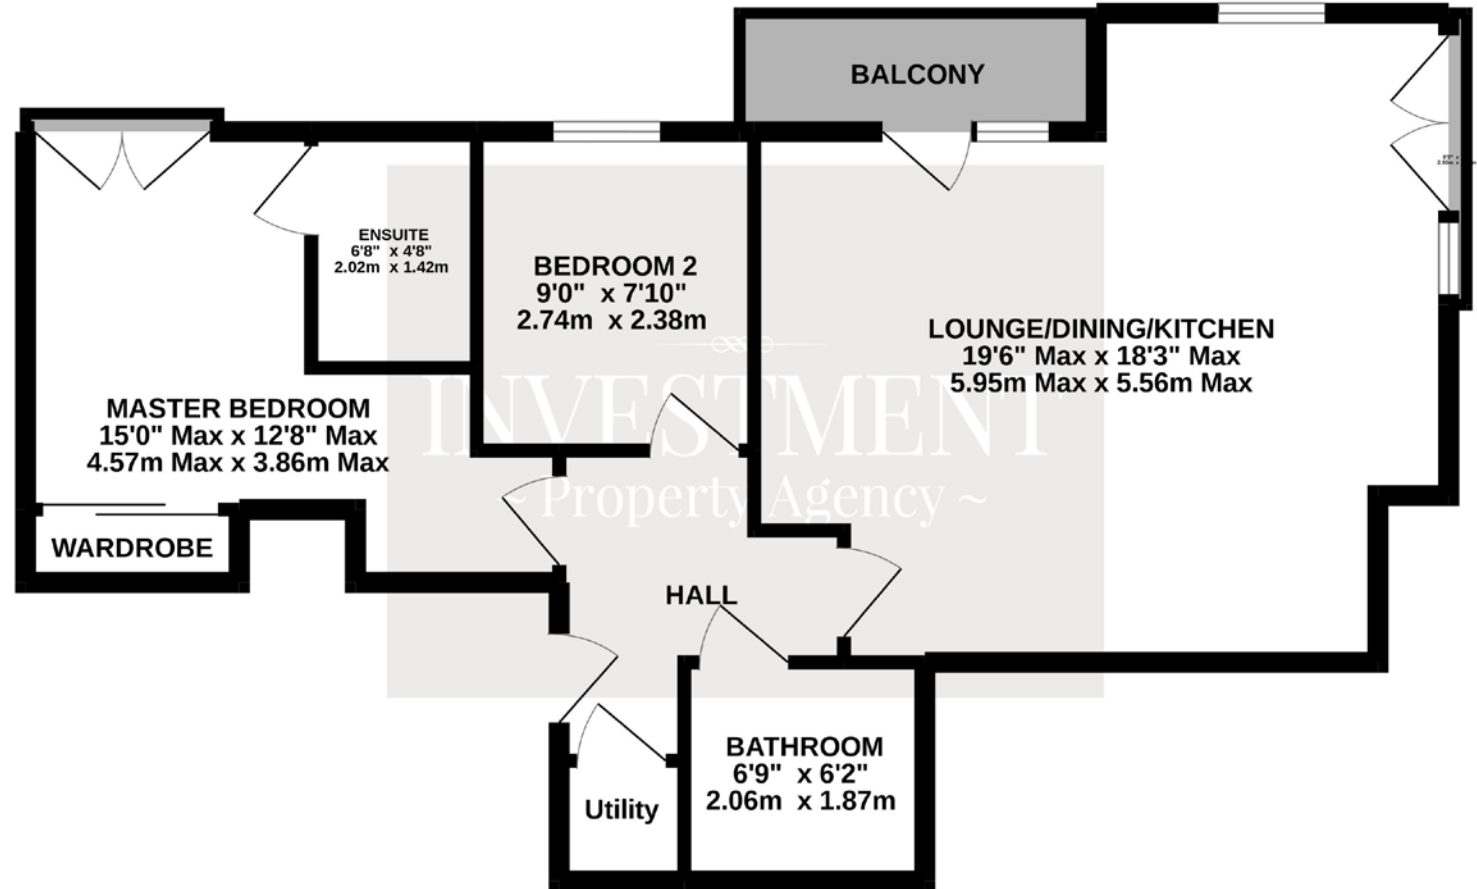 BALCONY
ENSUITE
6'8" x 4'8"
2.02m x 1.42m
BEDROOM 2
9'0" x 7'10"
2.74m x 2.38m
LOUNGE/DINING/KITCHEN
19'6" Max x 18'3" Max
5.95m Max x 5.56m Max
MASTER BEDROOM
15'0" Max x 12'8" Max
4.57m Max x 3.86m Max
INVESTMENT
~ Property Agency ~
WARDROBE
HALL
BATHROOM
6'9" x 6'2"
2.06m x 1.87m
Utility